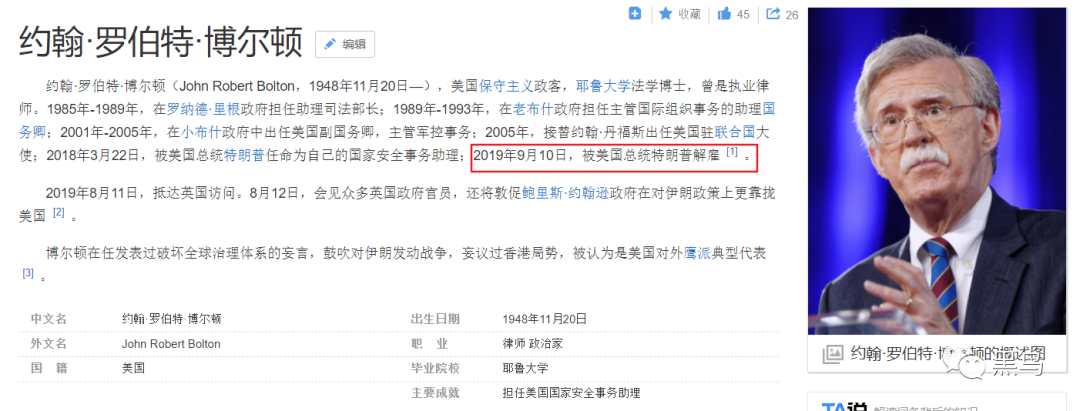 收藏 45 26
约翰·罗伯特·博尔顿 编辑
约翰·罗伯特·博尔顿（John Robert Bolton，1948年11月20日—），美国保守主义政客，耶鲁大学法学博士，曾是执业律
师。1985年-1989年，在罗纳德·里根政府担任助理司法部长；1989年-1993年，在老布什政府担任主管国际组织事务的助理国
务卿；2001年-2005年，在小布什政府中出任美国副国务卿，主管军控事务；2005年，接替约翰·丹福斯出任美国驻联合国大
使；2018年3月22日，被美国总统特朗普任命为自己的国家安全事务助理；2019年9月10日，被美国总统特朗普解雇 [1] 。
2019年8月11日，抵达英国访问。8月12日，会见众多英国政府官员，还将敦促鲍里斯·约翰逊政府在对伊朗政策上更靠拢
美国 [2] 。
博尔顿在任发表过破坏全球治理体系的妄言，鼓吹对伊朗发动战争，妄议过香港局势，被认为是美国对外鹰派典型代表
[3] 。
中文名 约翰·罗伯特·博尔顿
外文名 John Robert Bolton
国 籍 美国
出生日期 1948年11月20日
职 业 律师 政治家
毕业院校 耶鲁大学
主要成就 担任美国国家安全事务助理
约翰·罗伯特·博尔顿的概述图
黑鸟
TA说 解读词条背后的知识